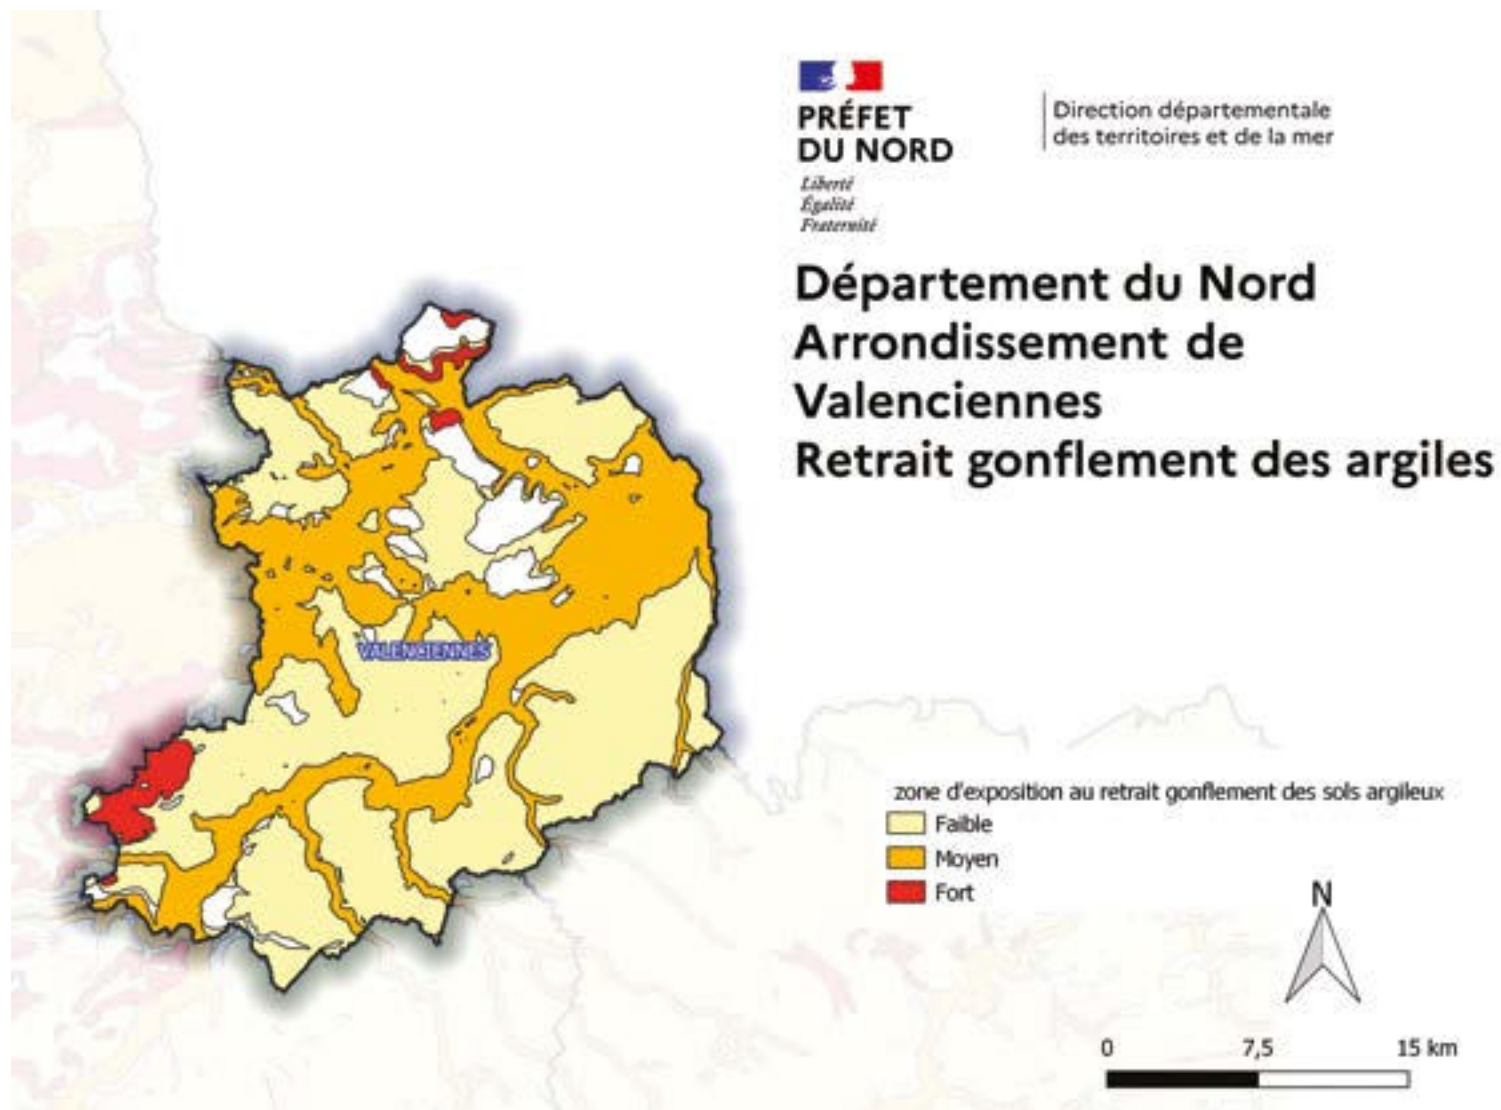 PRÉFET
DU NORD
Liberté
Égalité
Fraternité
Direction départementale
des territoires et de la mer
Département du Nord
Arrondissement de
Valenciennes
Retrait gonflement des argiles
VALENCIENNES
zone d'exposition au retrait gonflement des sols argileux
Faible
Moyen
Fort
N
0 7,5 15 km